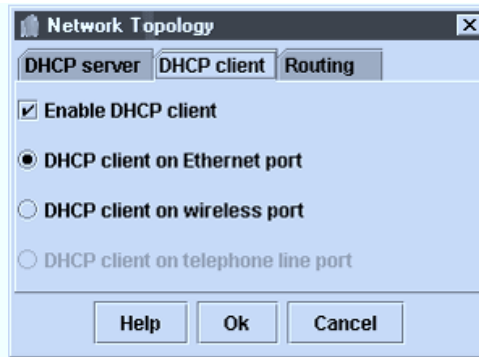 Network Topology
DHCP server DHCP client Routing
Enable DHCP client
DHCP client on Ethernet port
DHCP client on wireless port
DHCP client on telephone line port
Help Ok Cancel